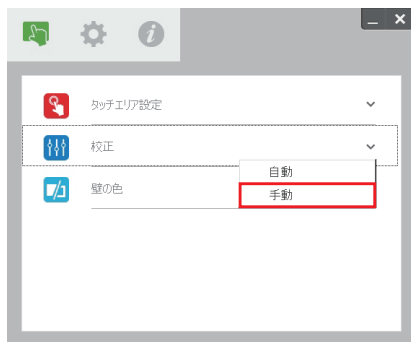 タッチエリア設定
校正
自動
手動
壁の色